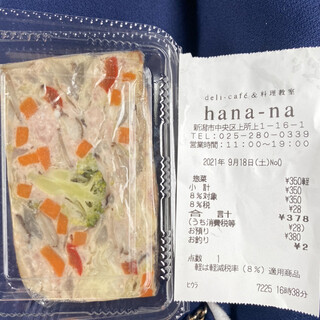 deli-café & 料理教室
hana-na
新潟市中央区上所上1-16-1
TEL:025-280-0339
営業時間:11:00～19:00
2021年 9月18日(土)No0
惣菜 ¥350軽
小 計 ¥350
8%対象 ¥350
8%税 ¥28
合 計 ¥378
(うち消費税等 ¥28)
お預り ¥380
お釣り ¥2
点数 1
軽は軽減税率(8%)適用商品
ヒウラ 7225 16時38分